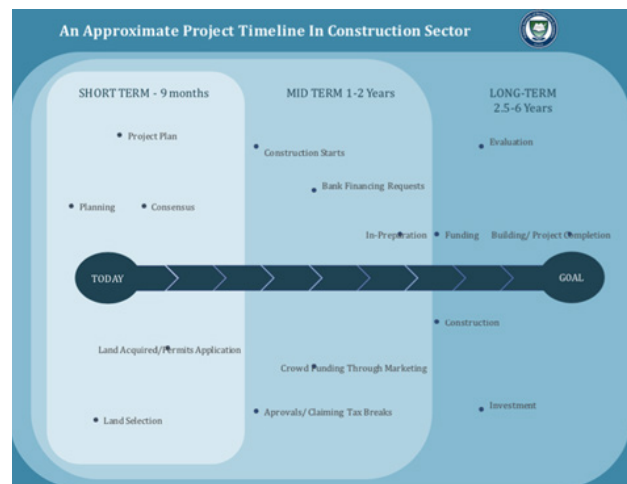 An Approximate Project Timeline In Construction Sector
SHORT TERM - 9 months
MID TERM 1-2 Years
LONG-TERM
2.5-6 Years
Project Plan
Construction Starts
Evaluation
Bank Financing Requests
Planning
Consensus
In-Preparation
Funding
Building/ Project Completion
TODAY
GOAL
Construction
Land Acquired/Permits Application
Crowd Funding Through Marketing
Land Selection
Aprovals/ Claiming Tax Breaks
Investment